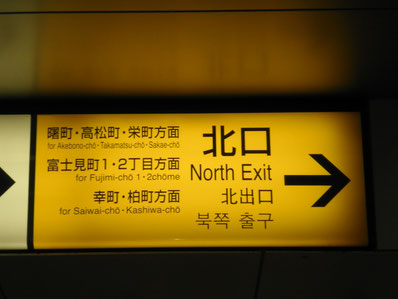 曙町・高松町・栄町方面
for Akebono-chō・Takamatsu-chō・Sakae-chō
富士見町1・2丁目方面
for Fujimi-chō 1・2chōme
幸町・柏町方面
for Saiwai-chō・Kashiwa-chō
北口
North Exit
北出口
북쪽 출구